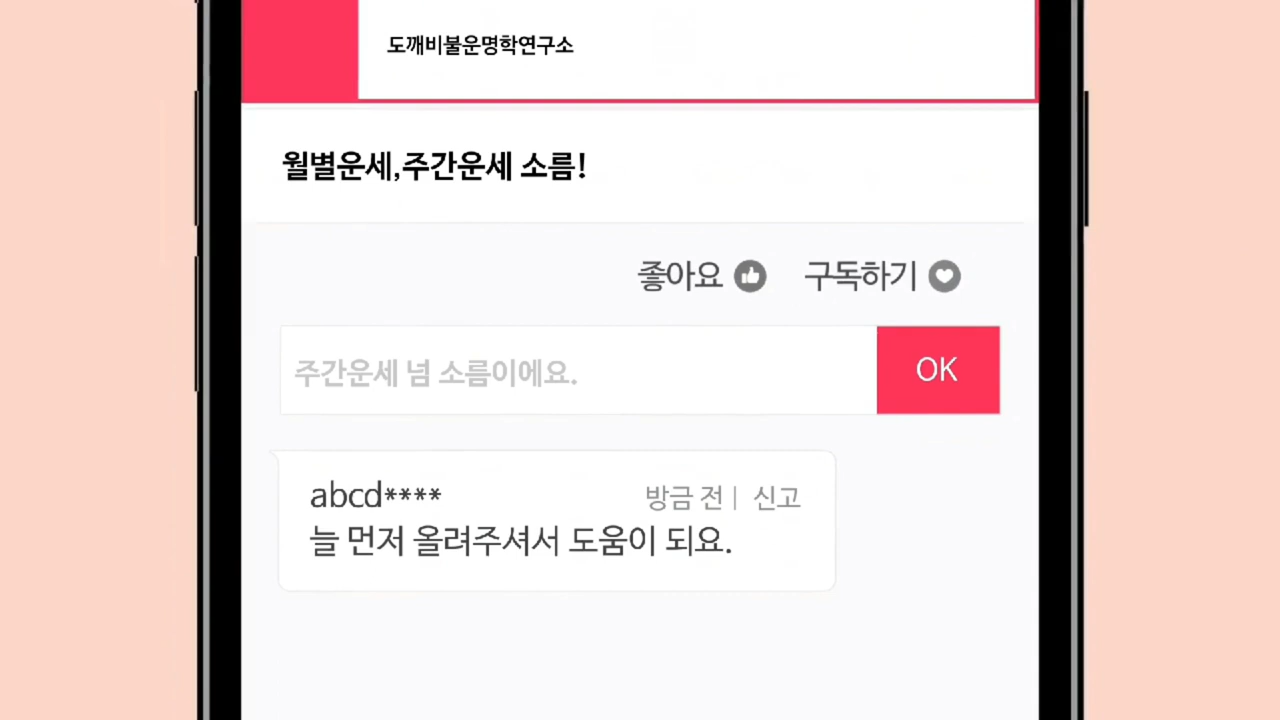 도깨비불운명학연구소
월별운세,주간운세 소름!
좋아요 구독하기
주간운세 넘 소름이에요.
OK
abcd****
방금 전 | 신고
늘 먼저 올려주셔서 도움이 되요.